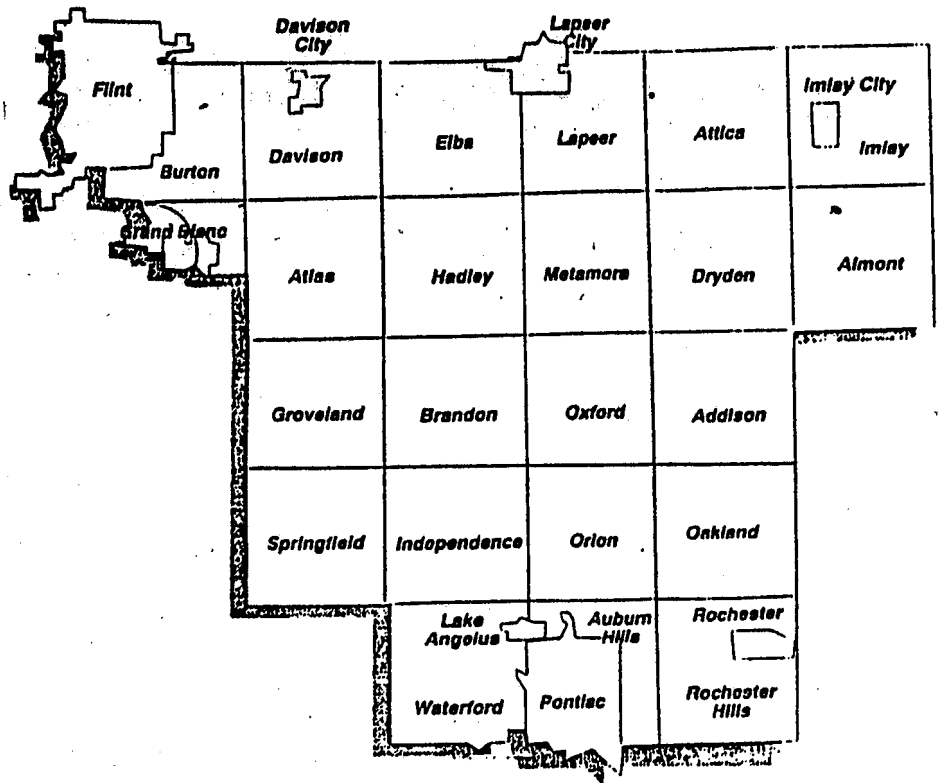 Davison
City
Lapeer
City
Flint
Imlay City
Burton
Davison
Elba
Lapeer
Attica
Imlay
Grand Blanc
Atlas
Hadley
Metamora
Dryden
Almont
Groveland
Brandon
Oxford
Addison
Springfield
Independence
Orion
Oakland
Lake
Angelus
Auburn
Hills
Rochester
Waterford
Pontiac
Rochester
Hills